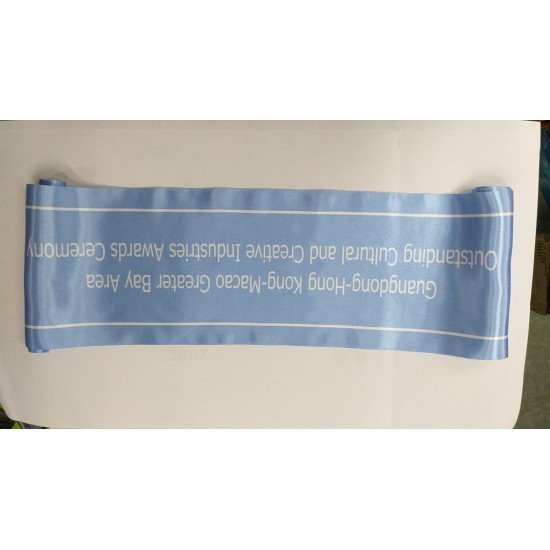 Guangdong-Hong Kong-Macao Greater Bay Area
Outstanding Cultural and Creative Industries Awards Ceremony